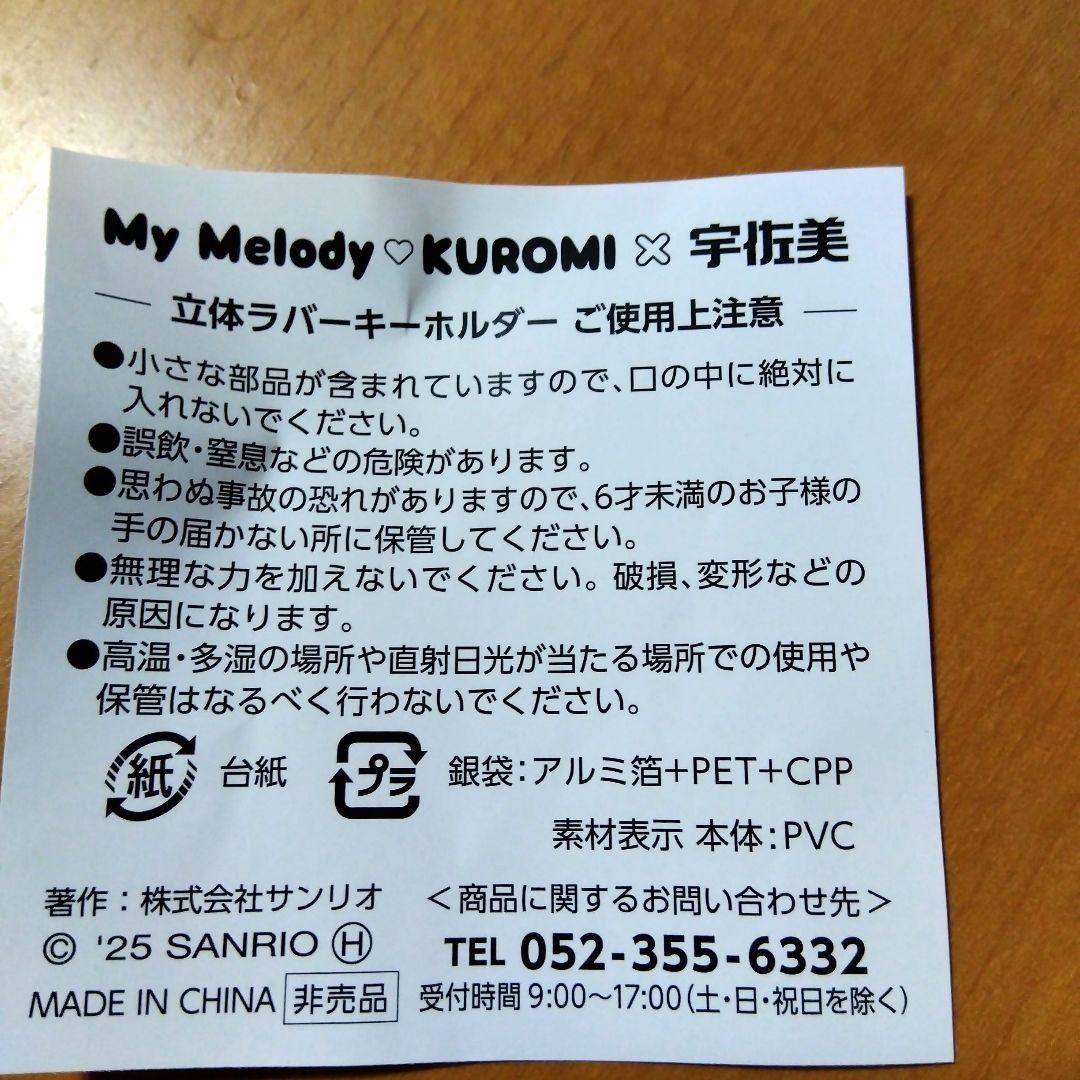 My Melody♡KUROMI × 宇佐美
立体ラバーキーホルダー ご使用上注意
●小さな部品が含まれていますので、口の中に絶対に
入れないでください。
●誤飲・窒息などの危険があります。
●思わぬ事故の恐れがありますので、6才未満のお子様の
手の届かない所に保管してください。
●無理な力を加えないでください。破損、変形などの
原因になります。
●高温・多湿の場所や直射日光が当たる場所での使用や
保管はなるべく行わないでください。
紙 台紙 プラ 銀袋:アルミ箔+PET+CPP
素材表示 本体:PVC
著作:株式会社サンリオ
© '25 SANRIO Ⓗ
MADE IN CHINA 非売品
<商品に関するお問い合わせ先>
TEL 052-355-6332
受付時間 9:00～17:00(土・日・祝日を除く)